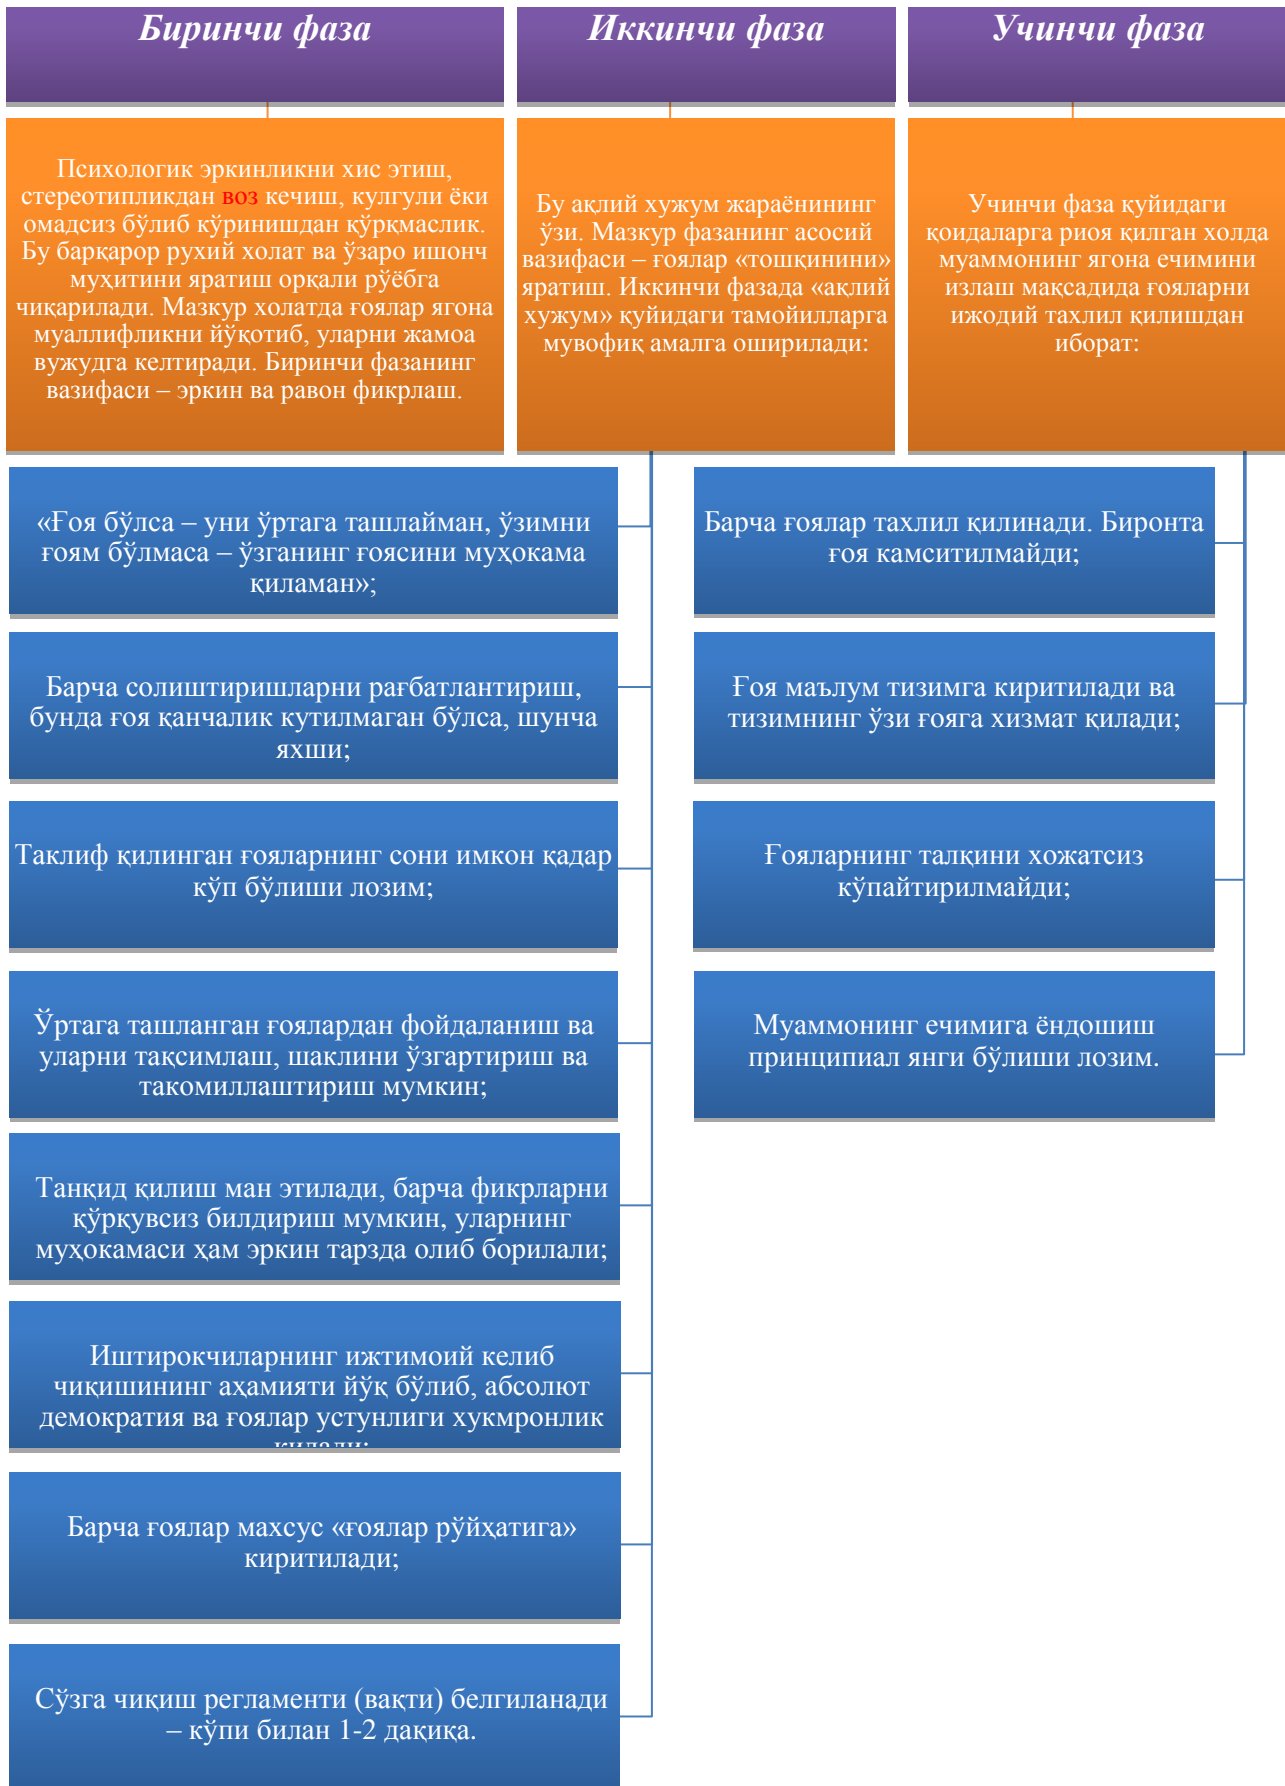 Биринчи фаза
Психологик эркинликни хис этиш,
стереотипликдан воз кечиш, кулгули ёки
омадсиз бўлиб кўринишдан кўрқмаслик.
Бу барқарор рухий холат ва ўзаро ишонч
муҳитини яратиш орқали рўёбга
чиқарилади. Мазкур холатда ғоялар ягона
муаллифликни йўқотиб, уларни жамоа
вужудга келтиради. Биринчи фазанинг
вазифаси – эркин ва равон фикрлаш.
Иккинчи фаза
Бу ақлий хужум жараёнининг
ўзи. Мазкур фазанинг асосий
вазифаси – ғоялар «тошқинини»
яратиш. Иккинчи фазада «ақлий
хужум» қуйидаги тамойилларга
мувофиқ амалга оширилади:
Учинчи фаза
Учинчи фаза қуйидаги
қоидаларга риоя қилган холда
муаммонинг ягона ечимини
излаш мақсадида ғояларни
ижодий тахлил қилишдан
иборат:
«Ғоя бўлса – уни ўртага ташлайман, ўзимни
ғоям бўлмаса – ўзганинг ғоясини муҳокама
қиламан»;
Барча солиштиришларни рағбатлантириш,
бунда ғоя қанчалик кутилмаган бўлса, шунча
яхши;
Таклиф қилинган ғояларнинг сони имкон қадар
кўп бўлиши лозим;
Ўртага ташланган ғоялардан фойдаланиш ва
уларни тақсимлаш, шаклини ўзгартириш ва
такомиллаштириш мумкин;
Танқид қилиш ман этилади, барча фикрларни
қўрқувсиз билдириш мумкин, уларнинг
муҳокамаси ҳам эркин тарзда олиб борилали;
Иштирокчиларнинг ижтимоий келиб
чиқишининг аҳамияти йўқ бўлиб, абсолют
демократия ва ғоялар устунлиги хукмронлик
қилади;
Барча ғоялар махсус «ғоялар рўйҳатига»
киритилади;
Сўзга чиқиш регламенти (вақти) белгиланади
– кўпи билан 1-2 дақиқа.
Барча ғоялар тахлил қилинади. Биронта
ғоя камситилмайди;
Ғоя маълум тизимга киритилади ва
тизимнинг ўзи ғояга хизмат қилади;
Ғояларнинг талқини хожатсиз
кўпайтирилмайди;
Муаммонинг ечимига ёндошиш
принципиал янги бўлиши лозим.